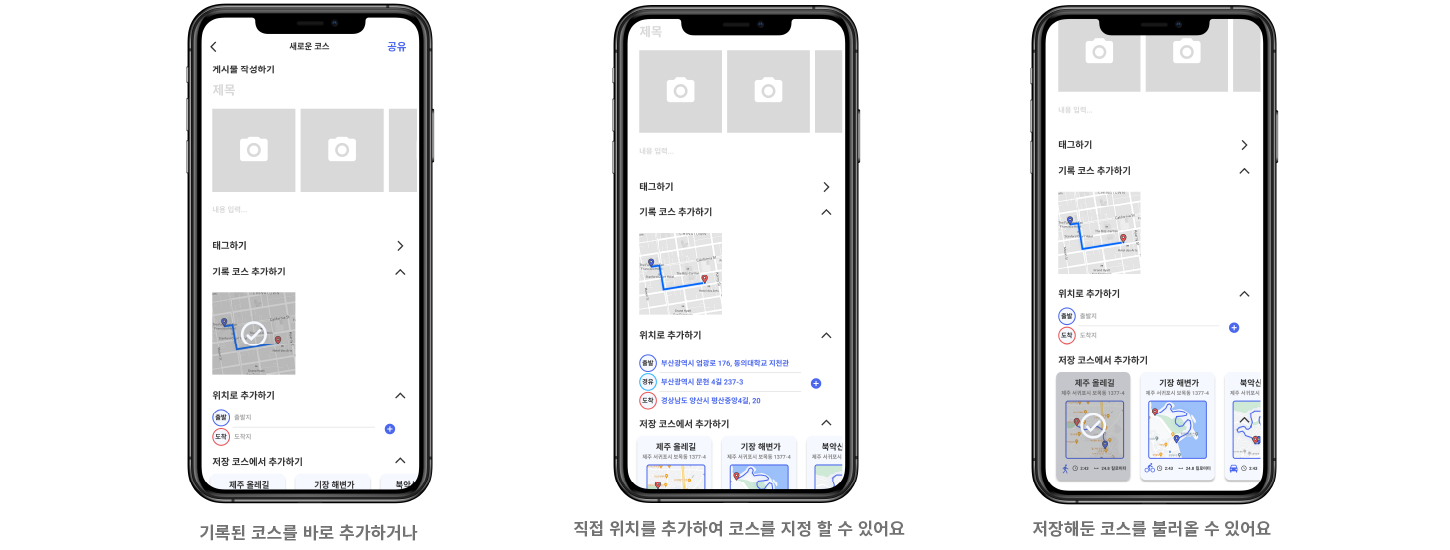 새로운 코스
공유
게시물 작성하기
제목
내용 입력...
태그하기
기록 코스 추가하기
위치로 추가하기
출발 출발지
도착 도착지
저장 코스에서 추가하기
제주 올레길
기장 해변가
기록된 코스를 바로 추가하거나
제목
내용 입력...
태그하기
기록 코스 추가하기
위치로 추가하기
출발 부산광역시 엄광로 176, 동의대학교 지천관
경유 부산광역시 문현 4길 237-3
도착 경상남도 양산시 평산중앙4길, 20
저장 코스에서 추가하기
제주 올레길
제주 서귀포시 보목동 1377-4
기장 해변가
제주 서귀포시 보목동 1377-4
북악산
제주 서귀포시
직접 위치를 추가하여 코스를 지정 할 수 있어요
내용 입력...
태그하기
기록 코스 추가하기
위치로 추가하기
출발 출발지
도착 도착지
저장 코스에서 추가하기
제주 올레길
제주 서귀포시 보목동 1377-4
2:43 24.8 킬로미터
기장 해변가
제주 서귀포시 보목동 1377-4
2:43 24.8 킬로미터
북악산
제주 서귀포시
2:43
저장해둔 코스를 불러올 수 있어요